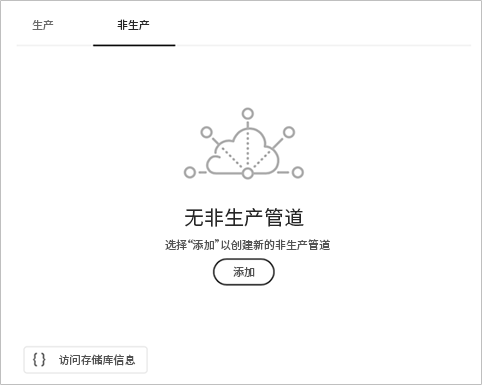 生产
非生产
无非生产管道
选择“添加”以创建新的非生产管道
添加
{} 访问存储库信息